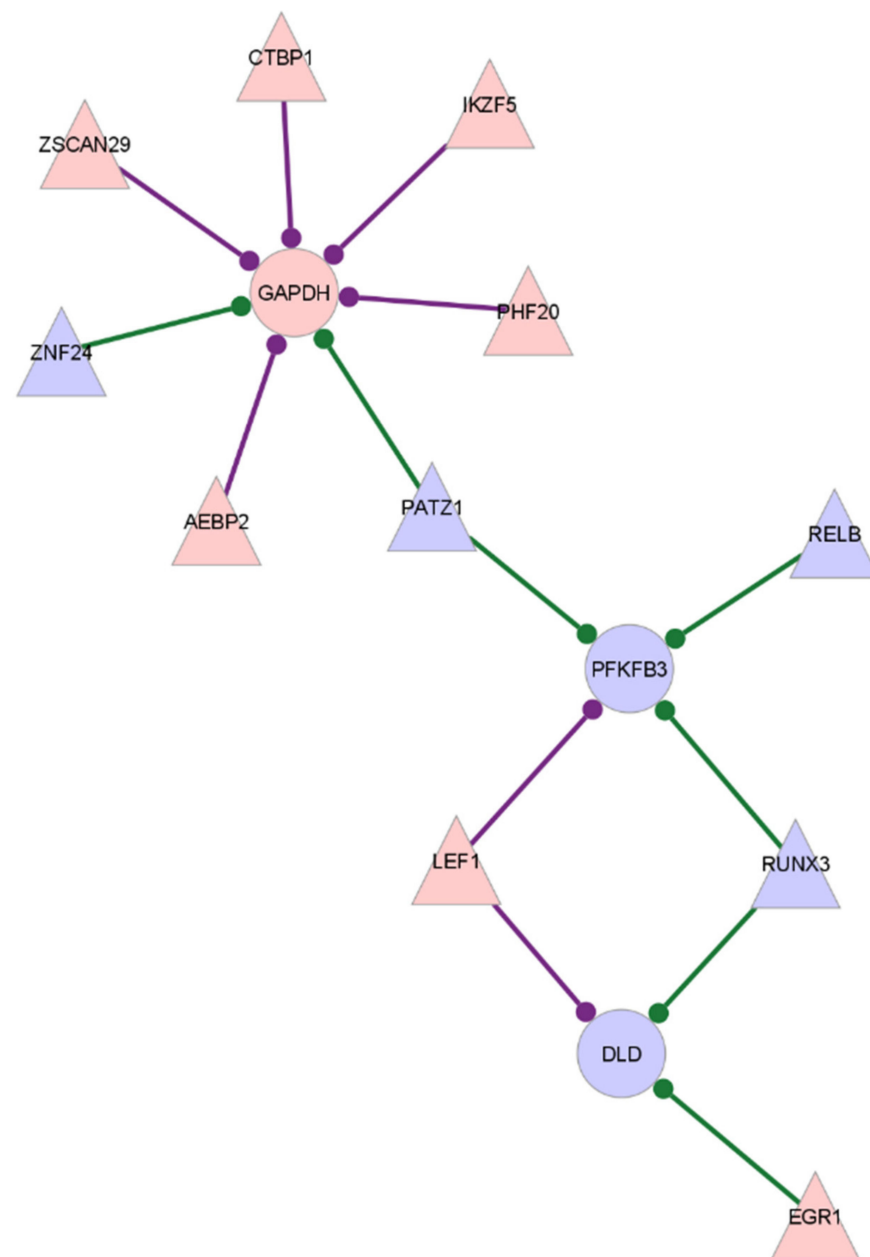 CTBP1
IKZF5
ZSCAN29
GAPDH
PHF20
ZNF24
PATZ1
AEBP2
RELB
PFKFB3
LEF1
RUNX3
DLD
EGR1